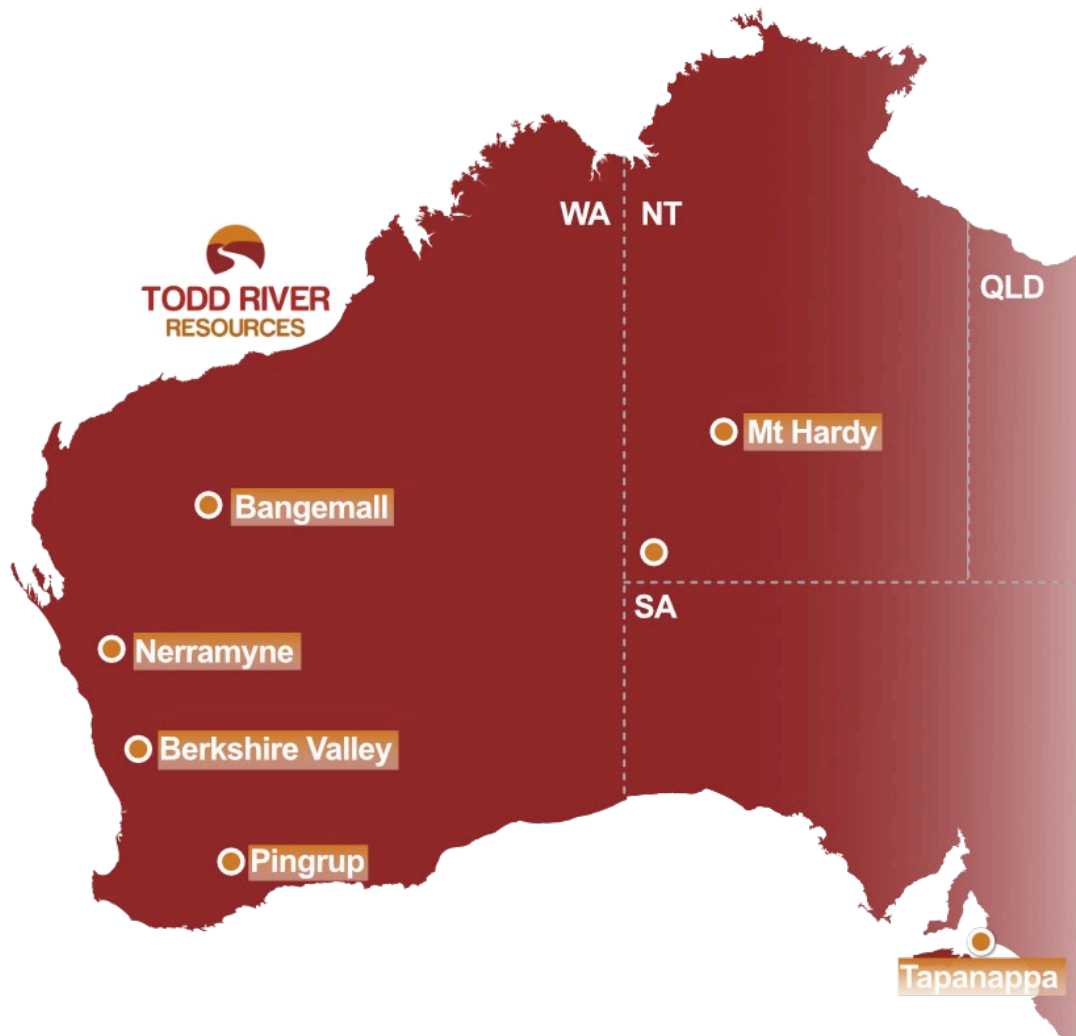 WA
NT
QLD
TODD RIVER
RESOURCES
Mt Hardy
Bangemall
SA
Nerramyne
Berkshire Valley
Pingrup
Tapanappa